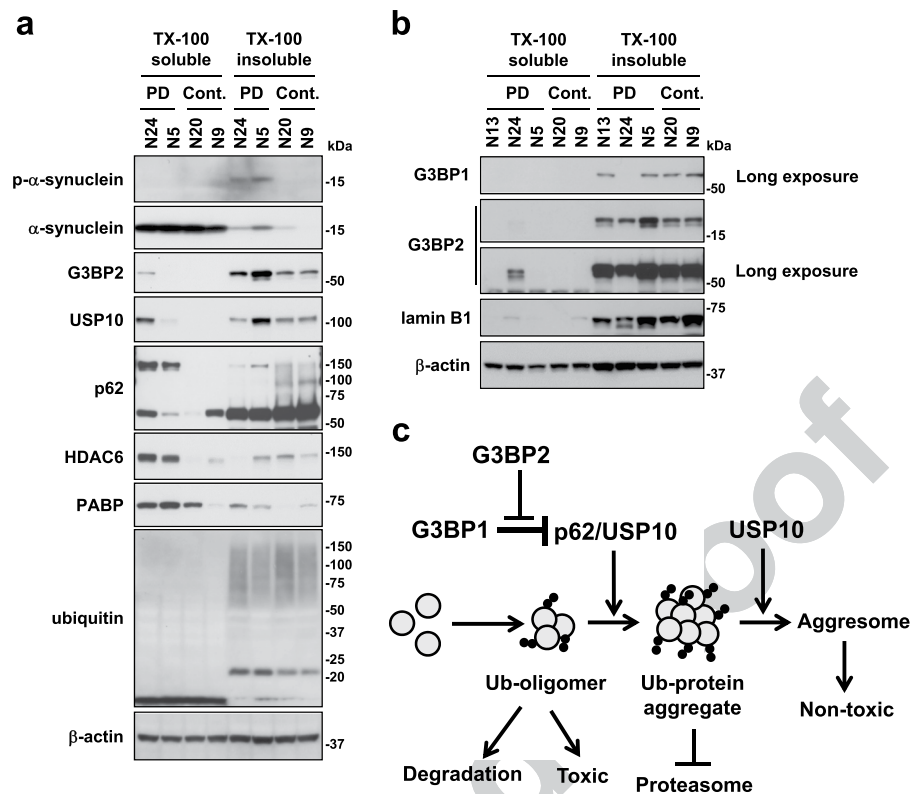 a
TX-100
soluble
TX-100
insoluble
PD
Cont.
PD
Cont.
N24
N5
N20
N9
N24
N5
N20
N9
kDa
p-α-synuclein
-15
α-synuclein
-15
G3BP2
-50
USP10
-100
p62
-150
-100
-75
-50
HDAC6
-150
PABP
-75
ubiquitin
-150
-100
-75
-50
-37
-25
-20
β-actin
-37
b
TX-100
soluble
TX-100
insoluble
PD
Cont.
PD
Cont.
N13
N24
N5
N20
N9
N13
N24
N5
N20
N9
kDa
G3BP1
-50
Long exposure
G3BP2
-15
-50
Long exposure
lamin B1
-75
β-actin
-37
c
G3BP2
G3BP1
p62/USP10
USP10
Aggresome
Ub-oligomer
Ub-protein
aggregate
Non-toxic
Degradation
Toxic
Proteasome